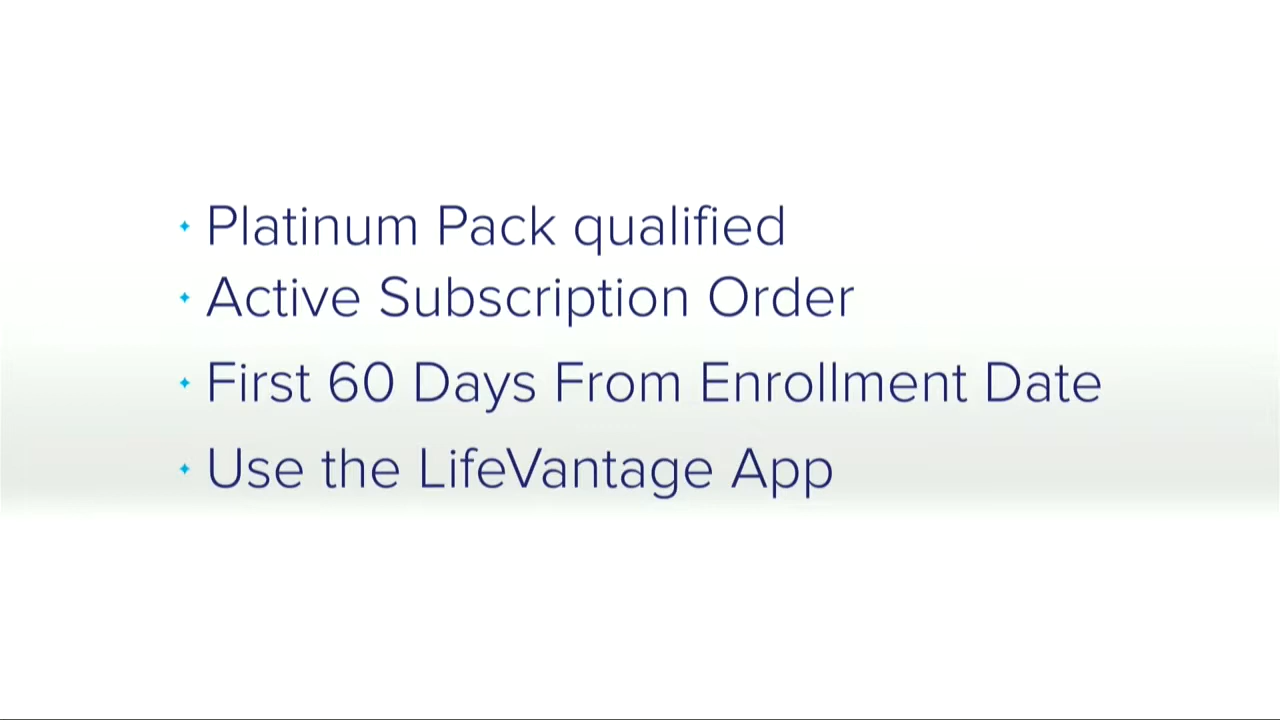 Platinum Pack qualified
Active Subscription Order
First 60 Days From Enrollment Date
Use the LifeVantage App